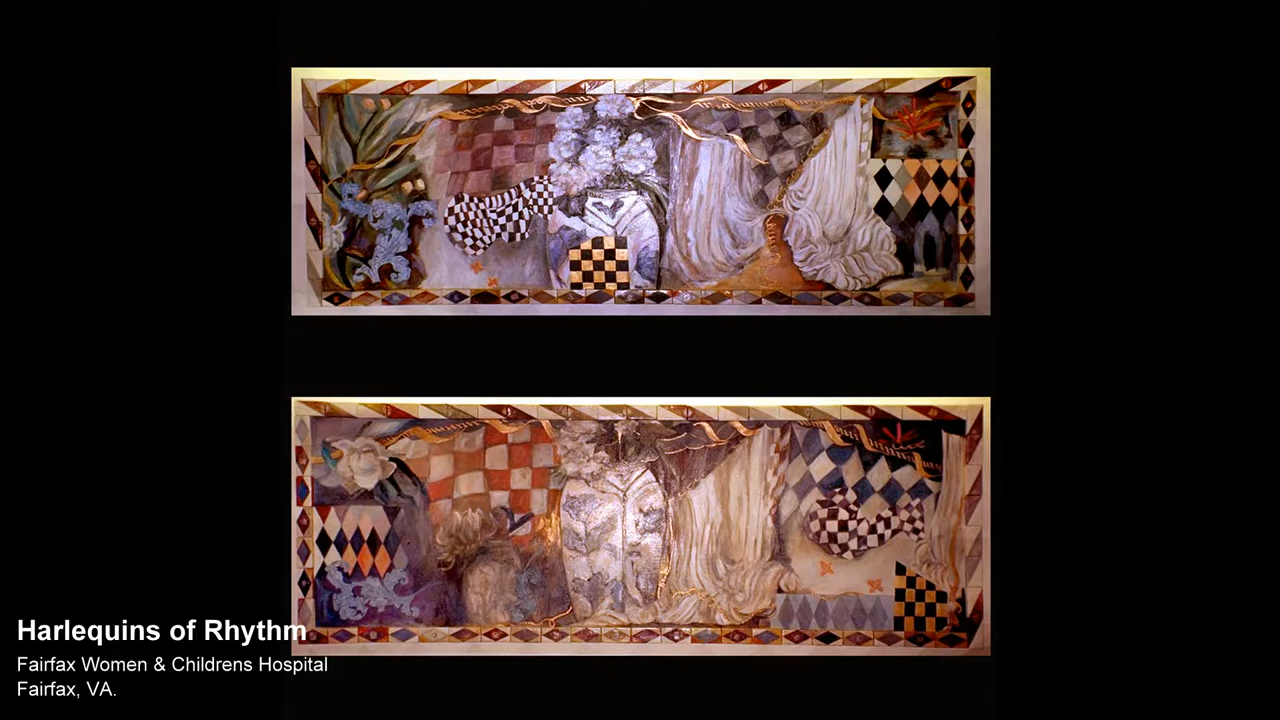 Harlequins of Rhythm
Fairfax Women & Childrens Hospital
Fairfax, VA.